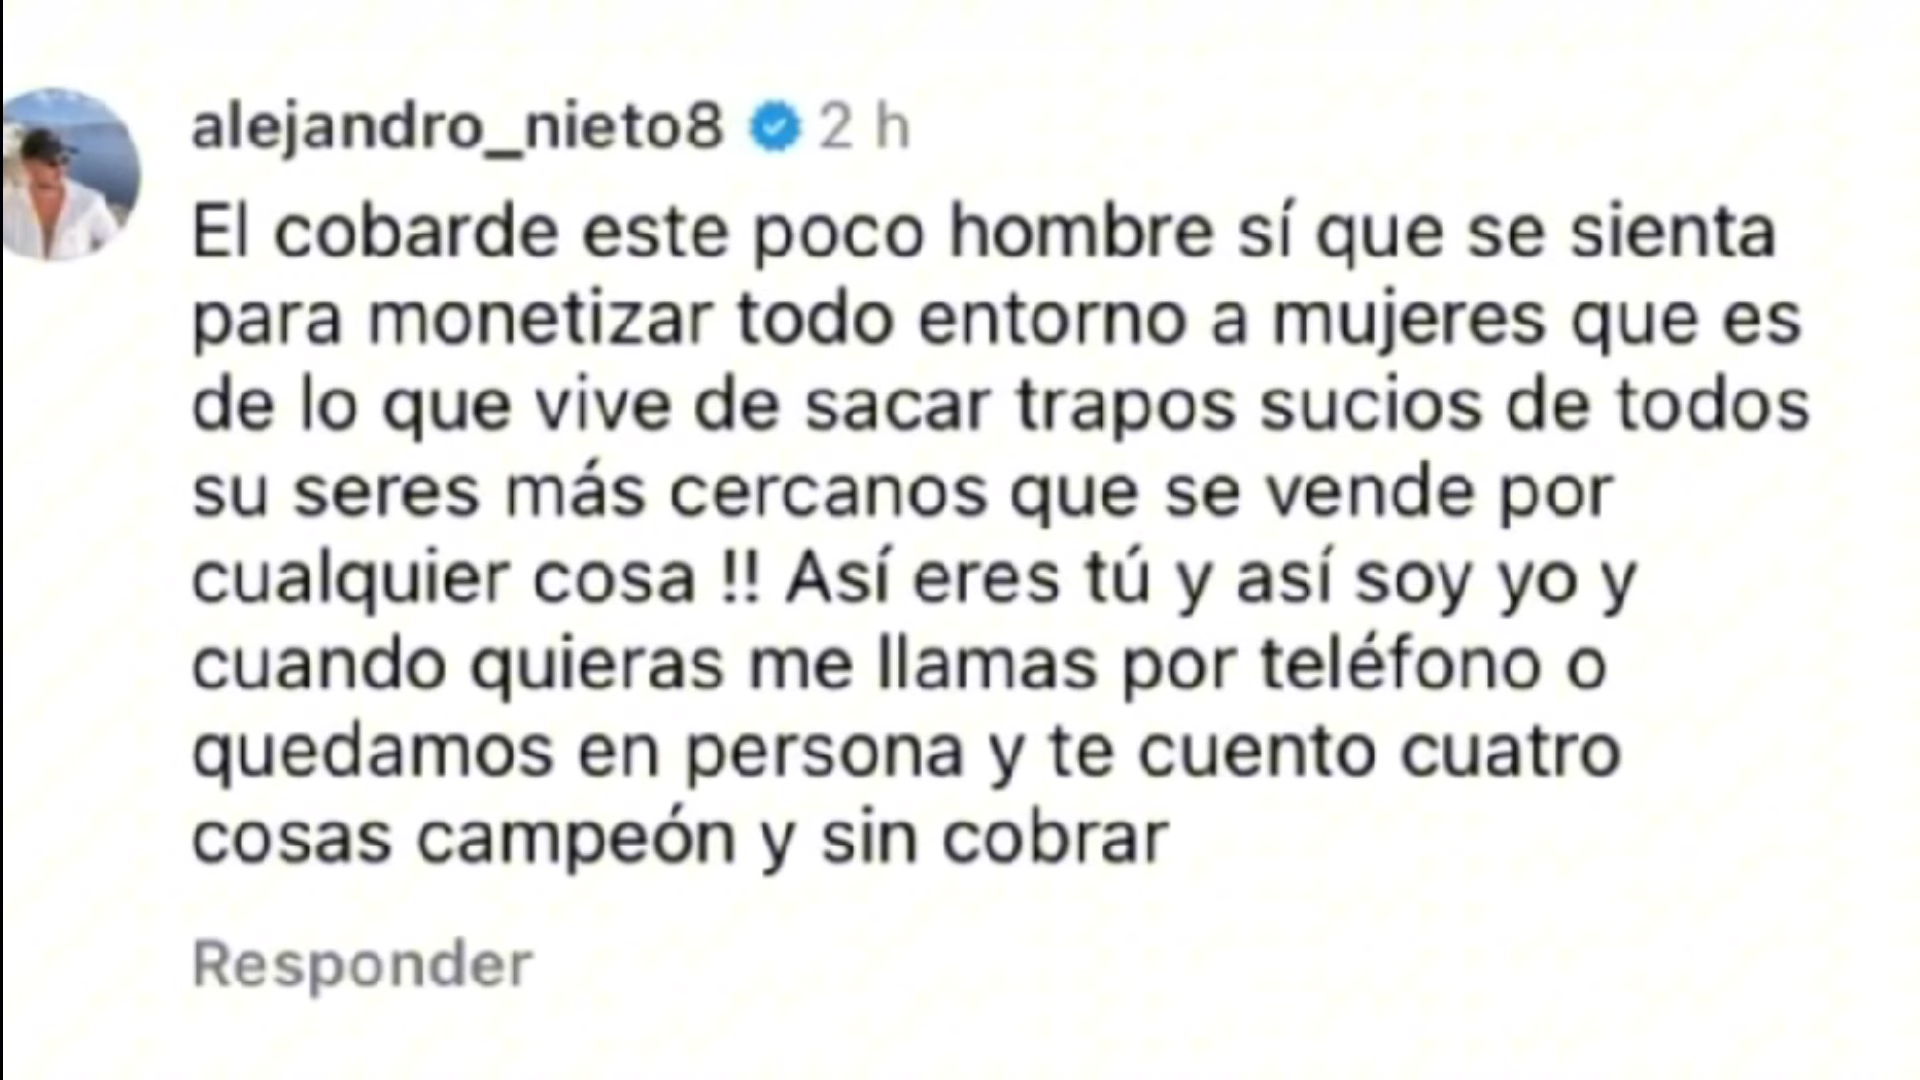 alejandro_nieto8 2 h
El cobarde este poco hombre sí que se sienta
para monetizar todo entorno a mujeres que es
de lo que vive de sacar trapos sucios de todos
su seres más cercanos que se vende por
cualquier cosa !! Así eres tú y así soy yo y
cuando quieras me llamas por teléfono o
quedamos en persona y te cuento cuatro
cosas campeón y sin cobrar
Responder